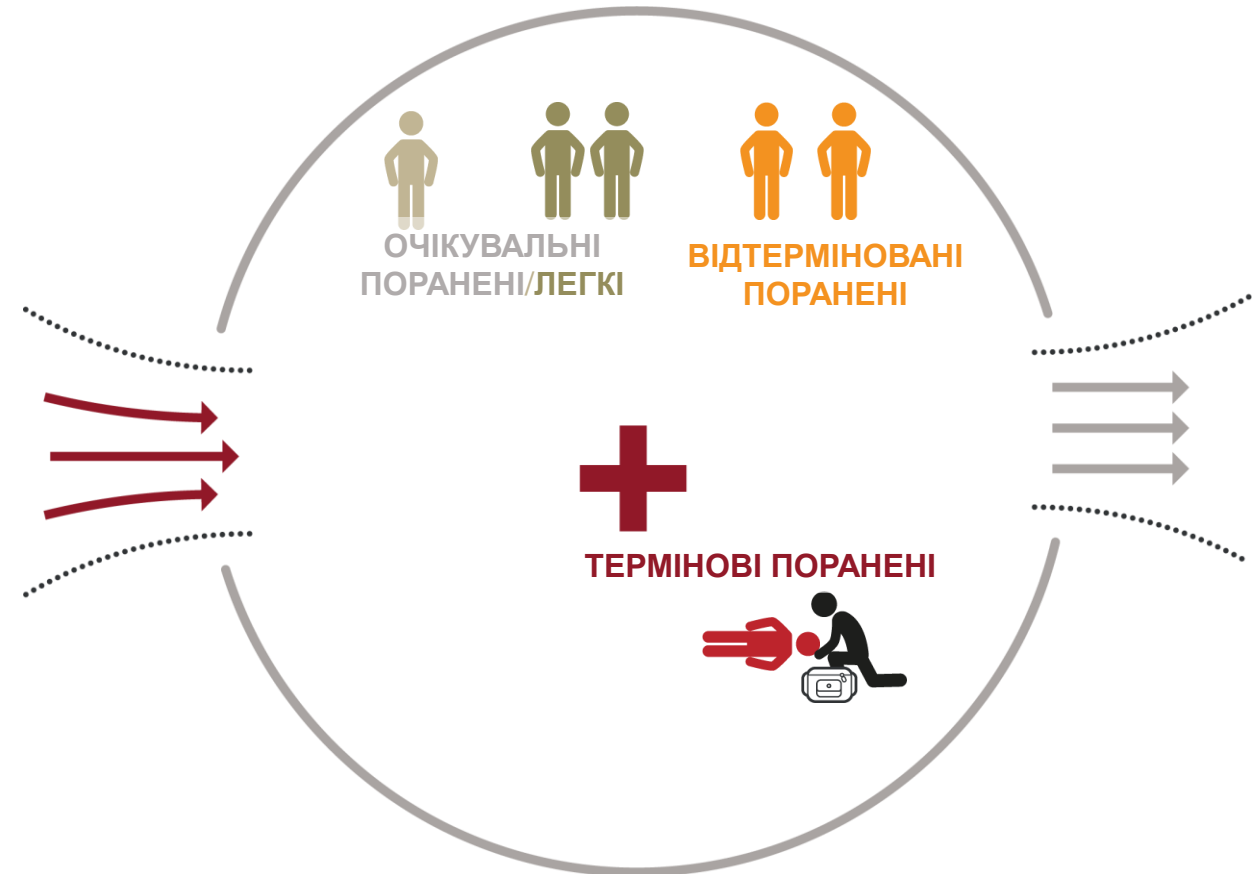 ОЧІКУВАЛЬНІ
ПОРАНЕНІ/ЛЕГКІ
ВІДТЕРМІНОВАНІ
ПОРАНЕНІ
ТЕРМІНОВІ ПОРАНЕНІ